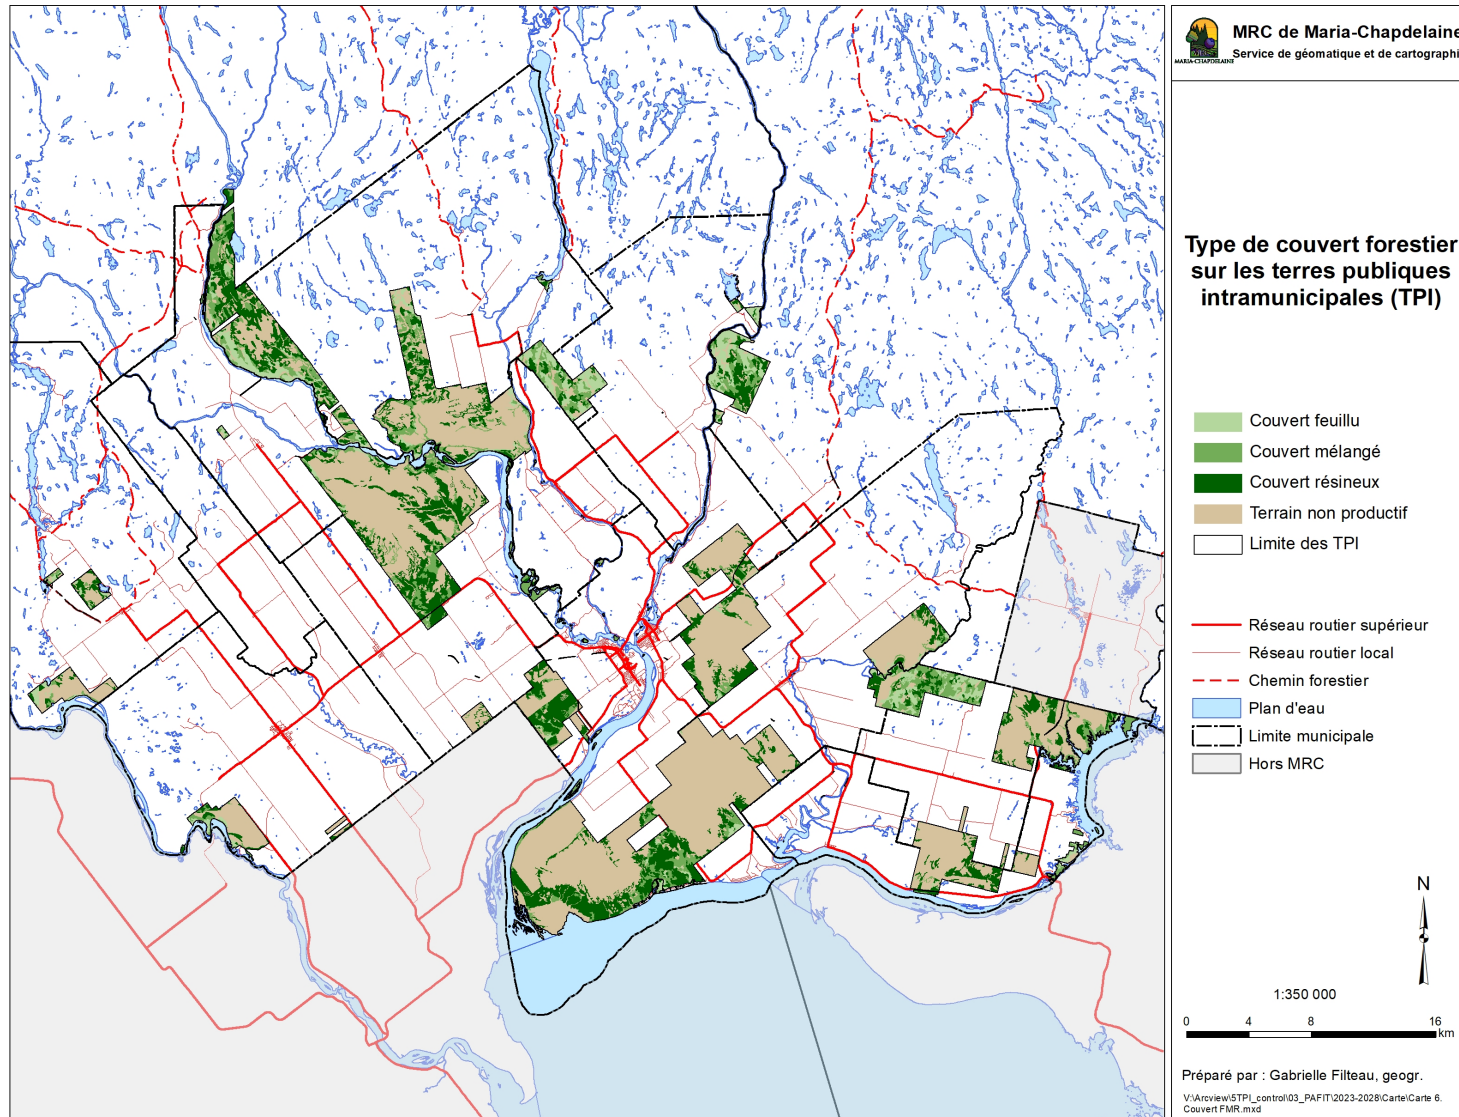 MRC de Maria-Chapdelaine
Service de géomatique et de cartographi
MARIA-CHAPDELAINE
Type de couvert forestier
sur les terres publiques
intramunicipales (TPI)
Couvert feuillu
Couvert mélangé
Couvert résineux
Terrain non productif
Limite des TPI
Réseau routier supérieur
Réseau routier local
Chemin forestier
Plan d'eau
Limite municipale
Hors MRC
N
1:350 000
0 4 8 16
km
Préparé par : Gabrielle Filteau, geogr.
V:\Arcview\5TPI_control\03_PAFIT\2023-2028\Carte\Carte 6.
Couvert FMR.mxd